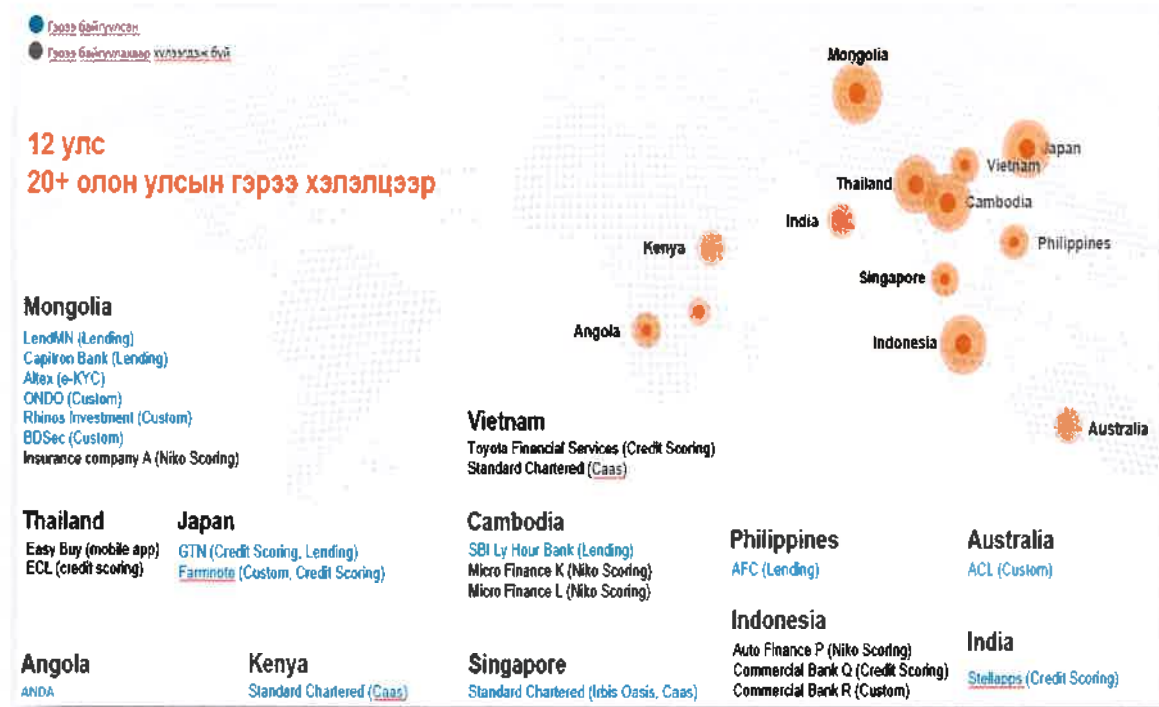 Гэрээ байгуулсан
Гэрээ байгуулахаар хүлээгдэж буй
12 улс
20+ олон улсын гэрээ хэлэлцээр
Mongolia
Japan
Vietnam
Thailand
Cambodia
India
Philippines
Kenya
Singapore
Angola
Indonesia
Australia
Mongolia
LendMN (Lending)
Capitron Bank (Lending)
Altex (e-KYC)
ONDO (Custom)
Rhinos Investment (Custom)
BDSec (Custom)
Insurance company A (Niko Scoring)
Vietnam
Toyota Financial Services (Credit Scoring)
Standard Chartered (Caas)
Thailand
Easy Buy (mobile app)
ECL (credit scoring)
Japan
GTN (Credit Scoring, Lending)
Farmnote (Custom, Credit Scoring)
Cambodia
SBI Ly Hour Bank (Lending)
Micro Finance K (Niko Scoring)
Micro Finance L (Niko Scoring)
Philippines
AFC (Lending)
Australia
ACL (Custom)
Indonesia
Auto Finance P (Niko Scoring)
Commercial Bank Q (Credit Scoring)
Commercial Bank R (Custom)
India
Stellapps (Credit Scoring)
Angola
ANDA
Kenya
Standard Chartered (Caas)
Singapore
Standard Chartered (Irbis Oasis, Caas)